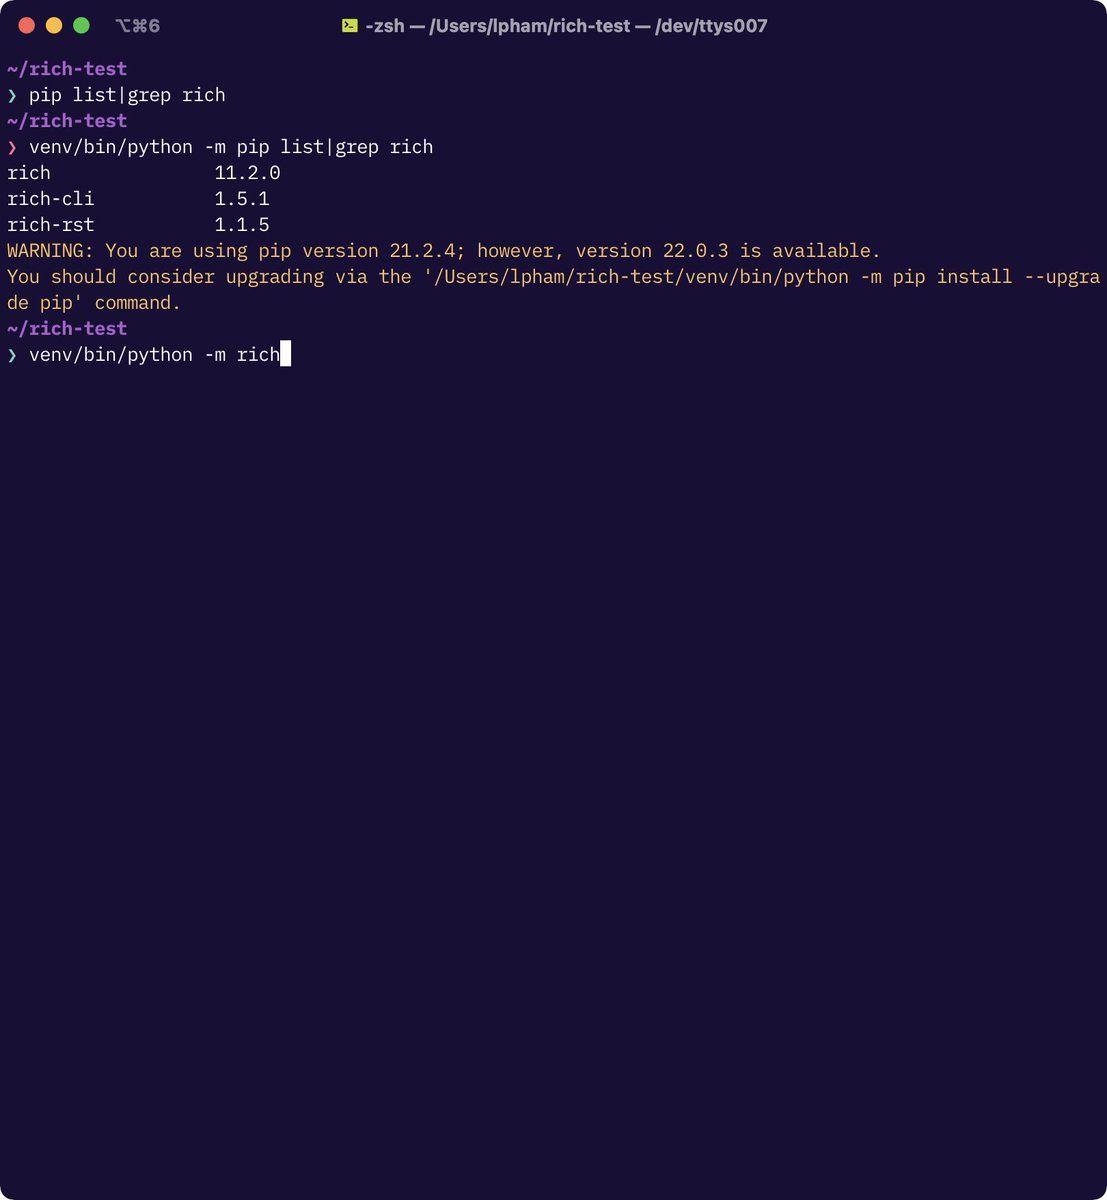 ⌥⌘6 -zsh — /Users/lpham/rich-test — /dev/ttys007
~/rich-test
❯ pip list|grep rich
~/rich-test
❯ venv/bin/python -m pip list|grep rich
rich               11.2.0
rich-cli           1.5.1
rich-rst           1.1.5
WARNING: You are using pip version 21.2.4; however, version 22.0.3 is available.
You should consider upgrading via the '/Users/lpham/rich-test/venv/bin/python -m pip install --upgra
de pip' command.
~/rich-test
❯ venv/bin/python -m rich